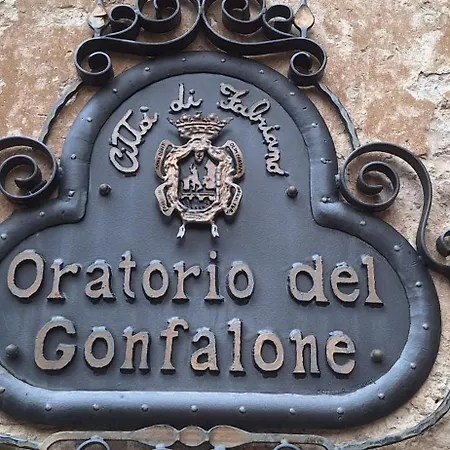 Città di Fabriano
Oratorio del
Gonfalone